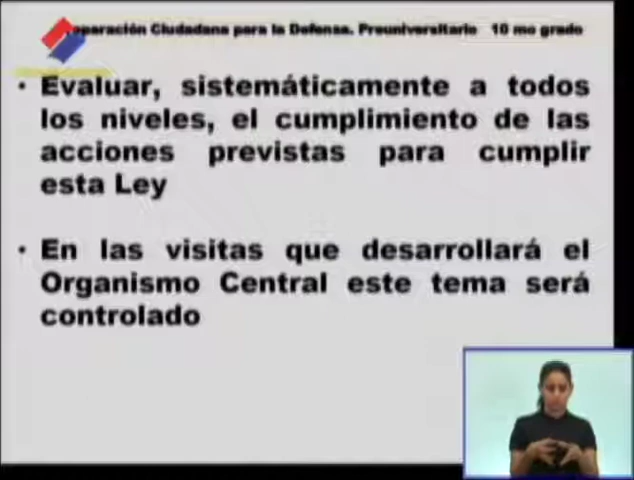 Preparación Ciudadana para la Defensa. Preuniversitario 10 mo grado
• Evaluar, sistemáticamente a todos
los niveles, el cumplimiento de las
acciones previstas para cumplir
esta Ley
• En las visitas que desarrollará el
Organismo Central este tema será
controlado